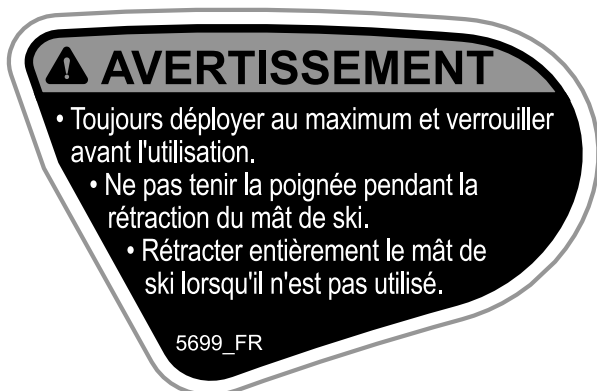 AVERTISSEMENT
• Toujours déployer au maximum et verrouiller
avant l'utilisation.
• Ne pas tenir la poignée pendant la
rétraction du mât de ski.
• Rétracter entièrement le mât de
ski lorsqu'il n'est pas utilisé.
5699_FR